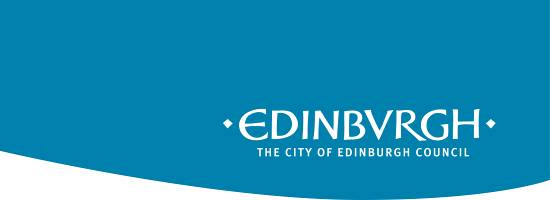 ·EDINBVRGH·
THE CITY OF EDINBURGH COUNCIL